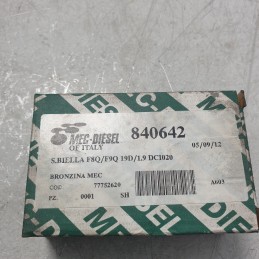 MEC-DIESEL
OF ITALY
840642
05/09/12
S.BIELLA F8Q/F9Q 19D/1.9 DCI020
BRONZINA MEC
COD 77752620 A603
PZ. 0001 SH